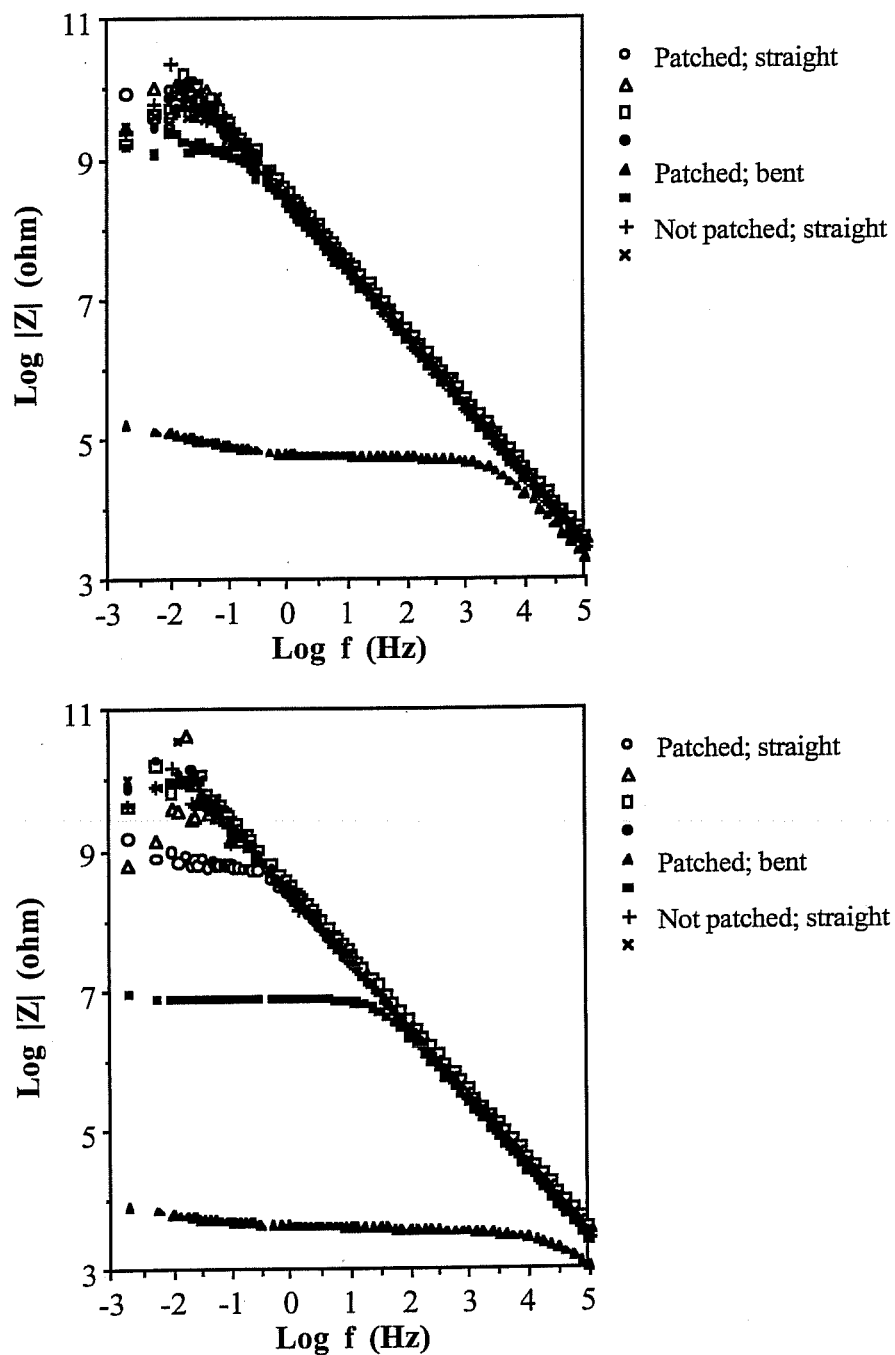 11
9
7
5
3
Log |Z| (ohm)
-3 -2 -1 0 1 2 3 4 5
Log f (Hz)
Patched; straight
Patched; bent
Not patched; straight
11
9
7
5
3
Log |Z| (ohm)
-3 -2 -1 0 1 2 3 4 5
Log f (Hz)
Patched; straight
Patched; bent
Not patched; straight